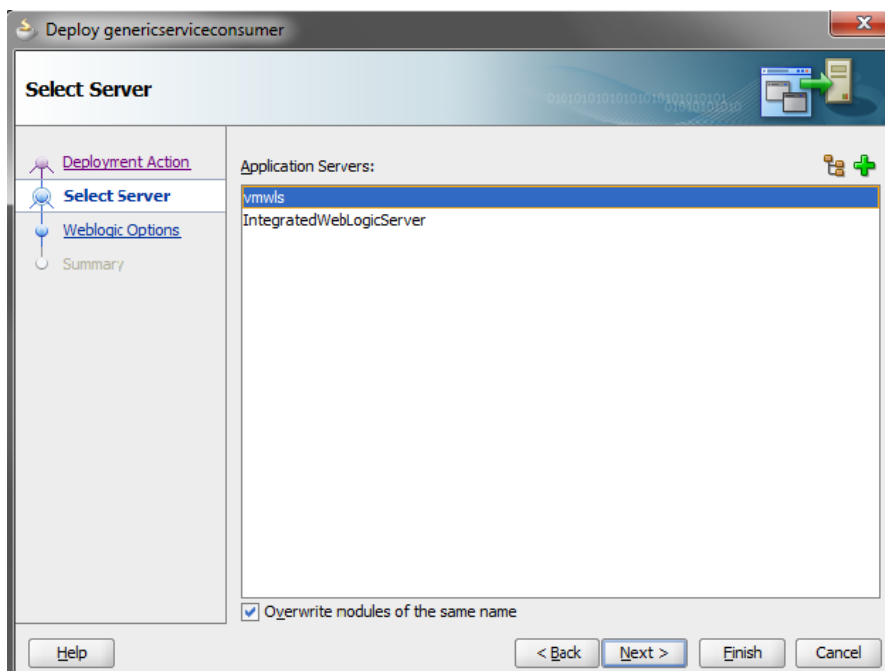 Deploy genericserviceconsumer
Select Server
Deployment Action
Select Server
Weblogic Options
Summary
Application Servers:
vmwls
IntegratedWebLogicServer
Overwrite modules of the same name
Help
< Back
Next >
Finish
Cancel